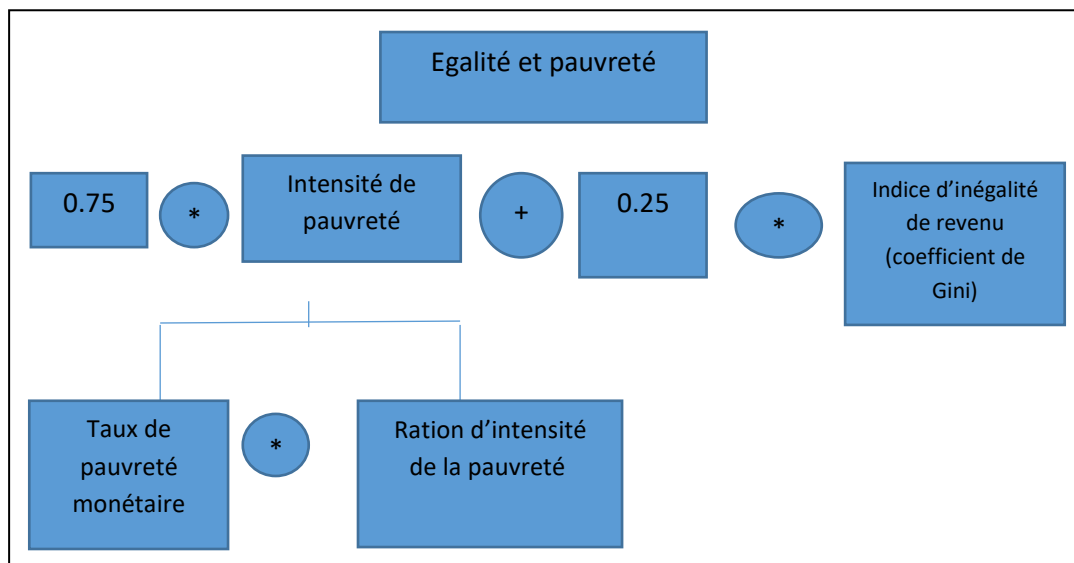 Egalité et pauvreté
0.75
*
Intensité de
pauvreté
+
0.25
*
Indice d’inégalité
de revenu
(coefficient de
Gini)
Taux de
pauvreté
monétaire
*
Ration d’intensité
de la pauvreté